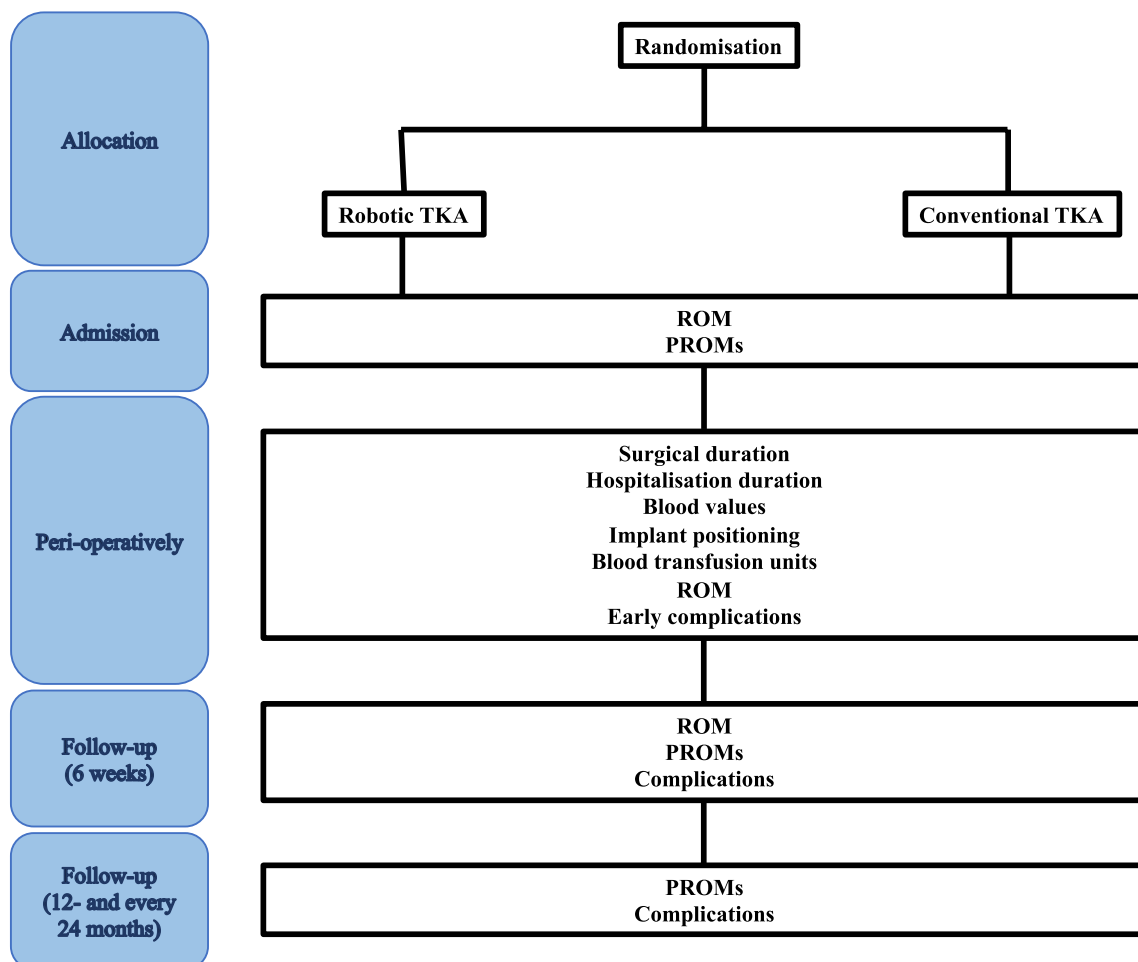 Allocation
Randomisation
Robotic TKA
Conventional TKA
Admission
ROM
PROMs
Peri-operatively
Surgical duration
Hospitalisation duration
Blood values
Implant positioning
Blood transfusion units
ROM
Early complications
Follow-up
(6 weeks)
ROM
PROMs
Complications
Follow-up
(12- and every
24 months)
PROMs
Complications